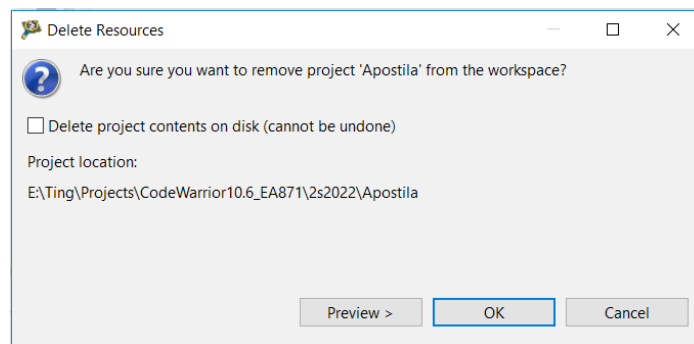 Delete Resources
Are you sure you want to remove project 'Apostila' from the workspace?
Delete project contents on disk (cannot be undone)
Project location:
E:\Ting\Projects\CodeWarrior10.6_EA871\2s2022\Apostila
Preview > OK Cancel